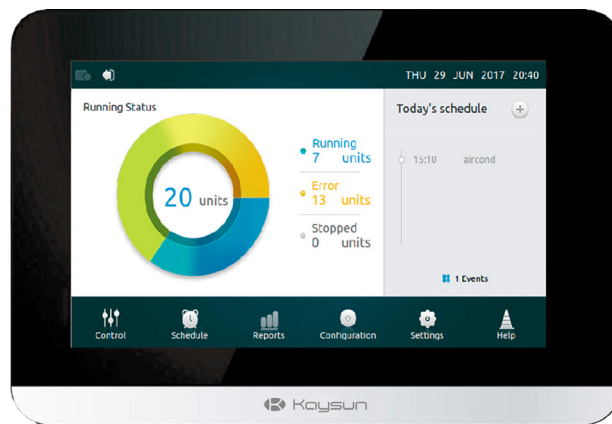 THU 29 JUN 2017 20:40
Running Status
20 units
Running
7 units
Error
13 units
Stopped
0 units
Today's schedule
15:10 aircond
1 Events
Control
Schedule
Reports
Configuration
Settings
Help
Kaysun